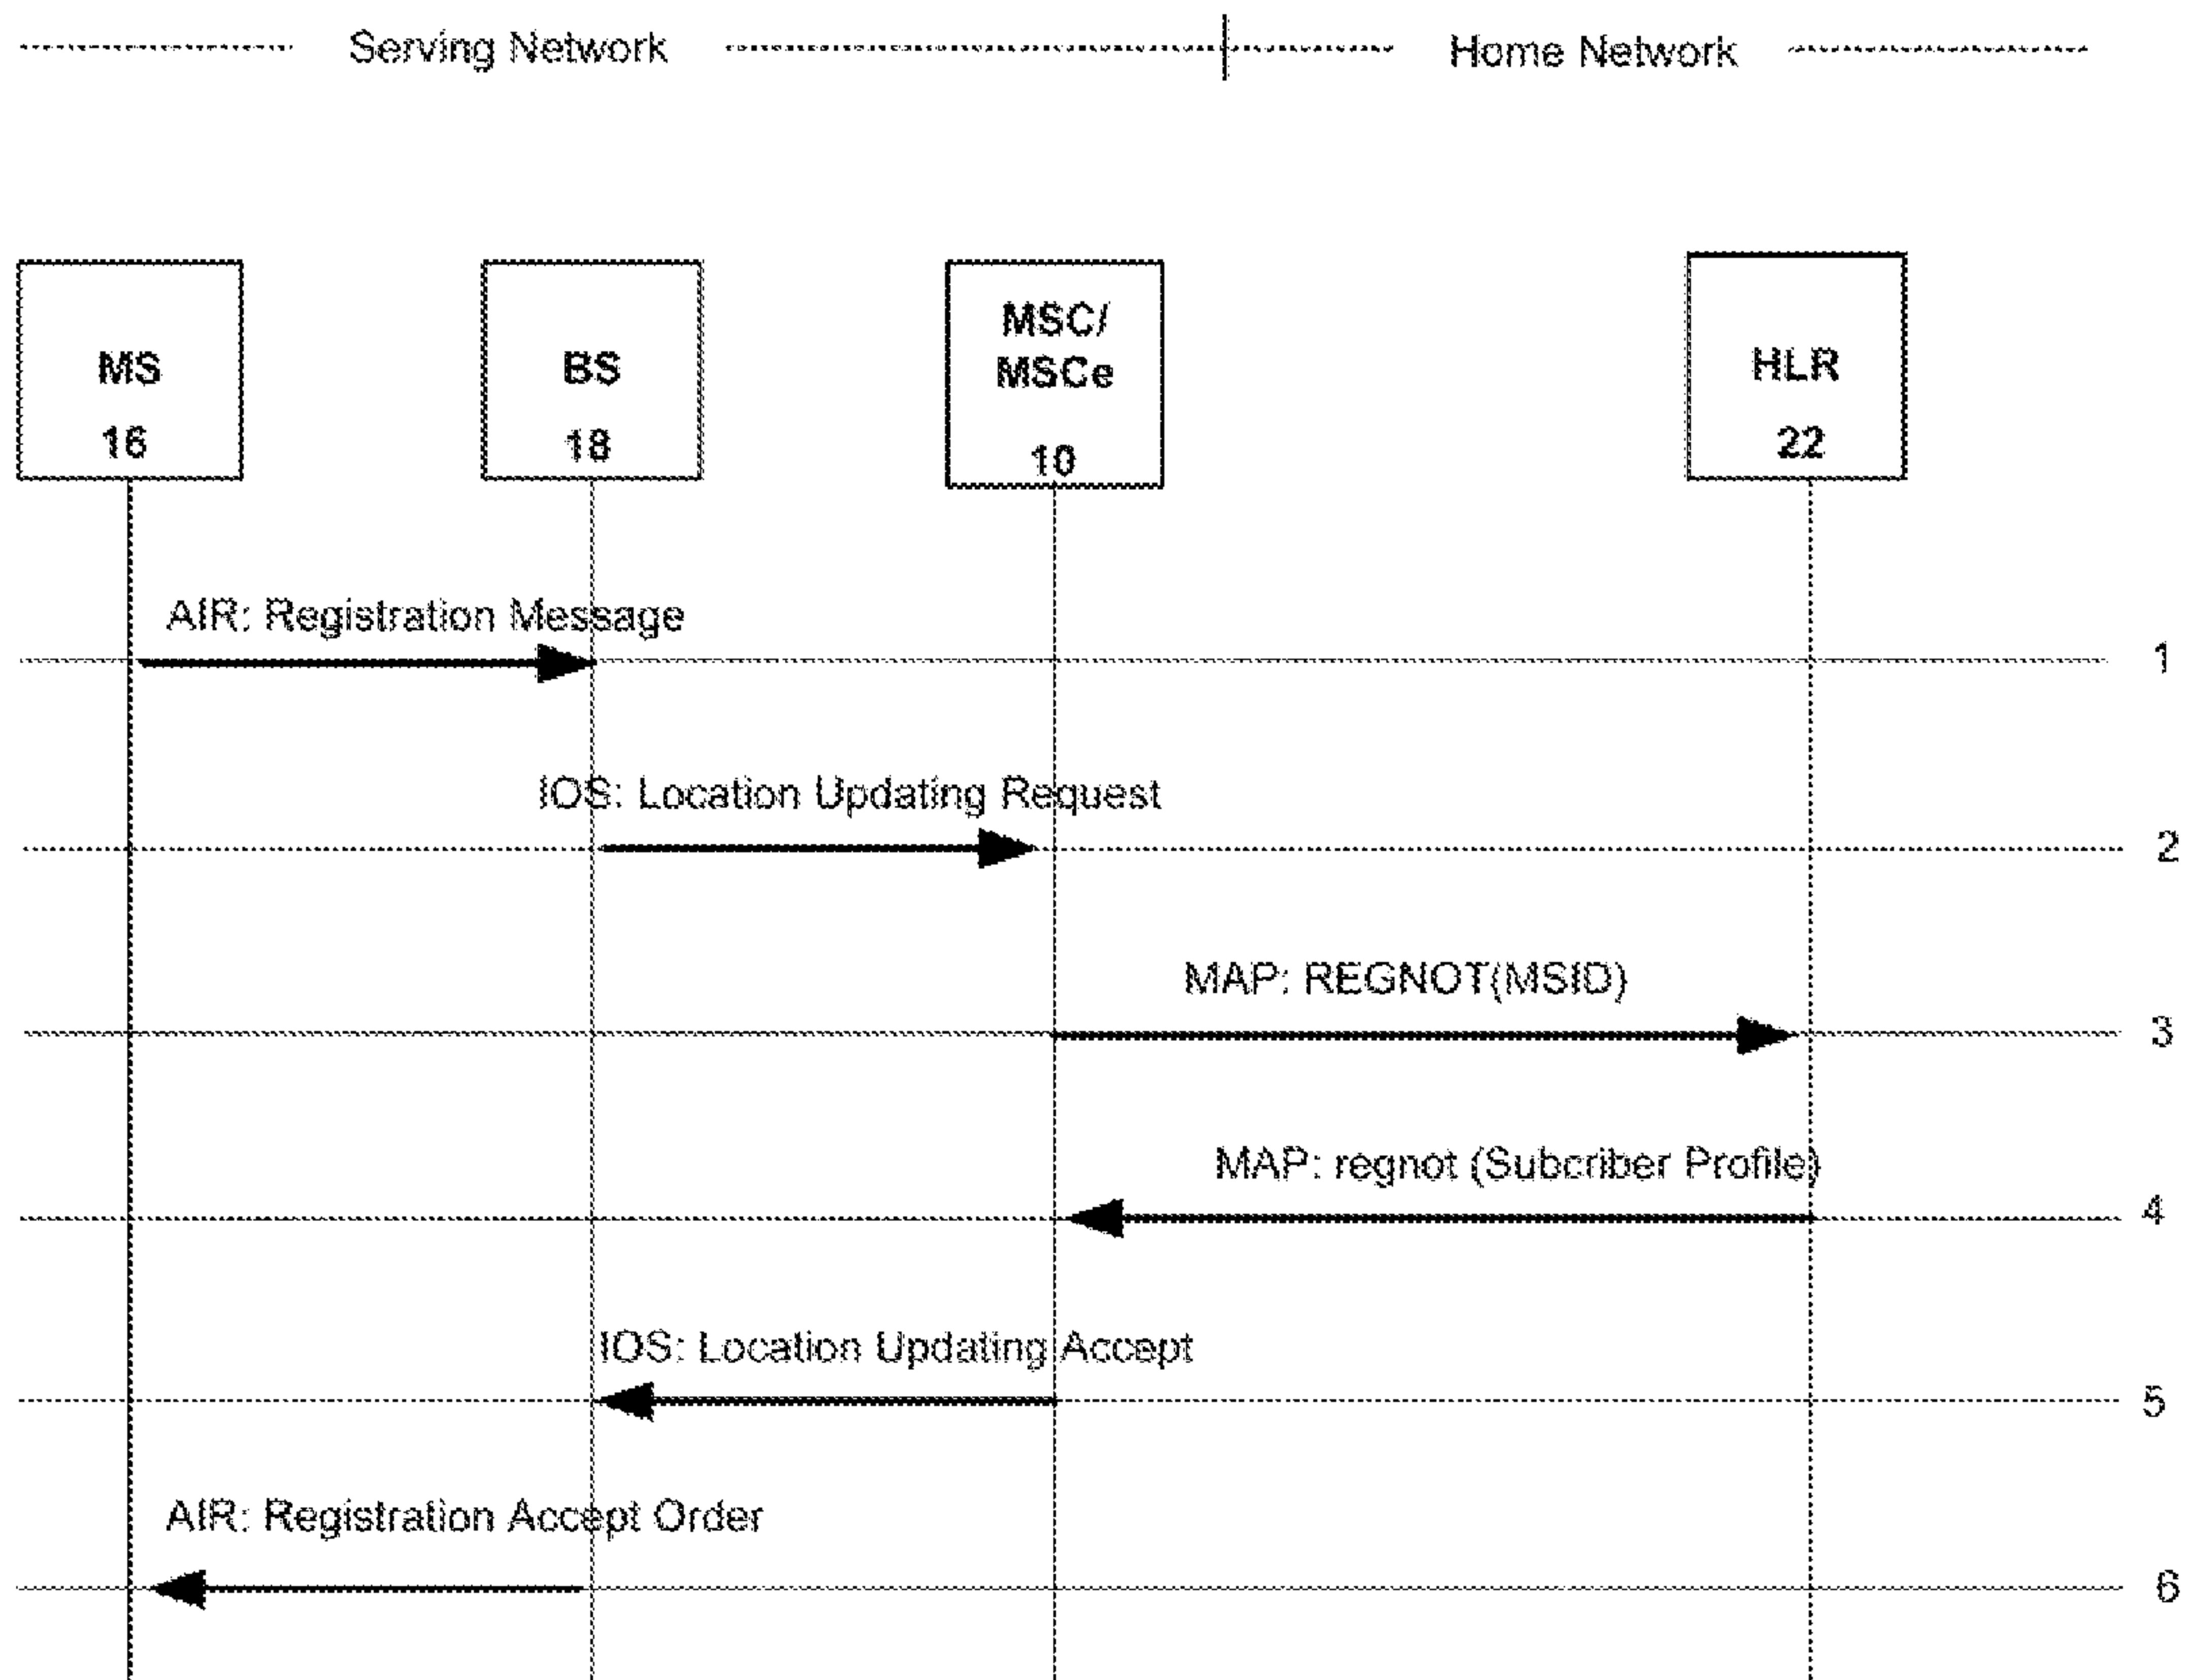 Serving Network
Home Network
MS
16
BS
18
MSC/
MSCe
10
HLR
22
AIR: Registration Message
1
IOS: Location Updating Request
2
MAP: REGNOT(MSID)
3
MAP: regnot (Subcriber Profile)
4
IOS: Location Updating Accept
5
AIR: Registration Accept Order
6